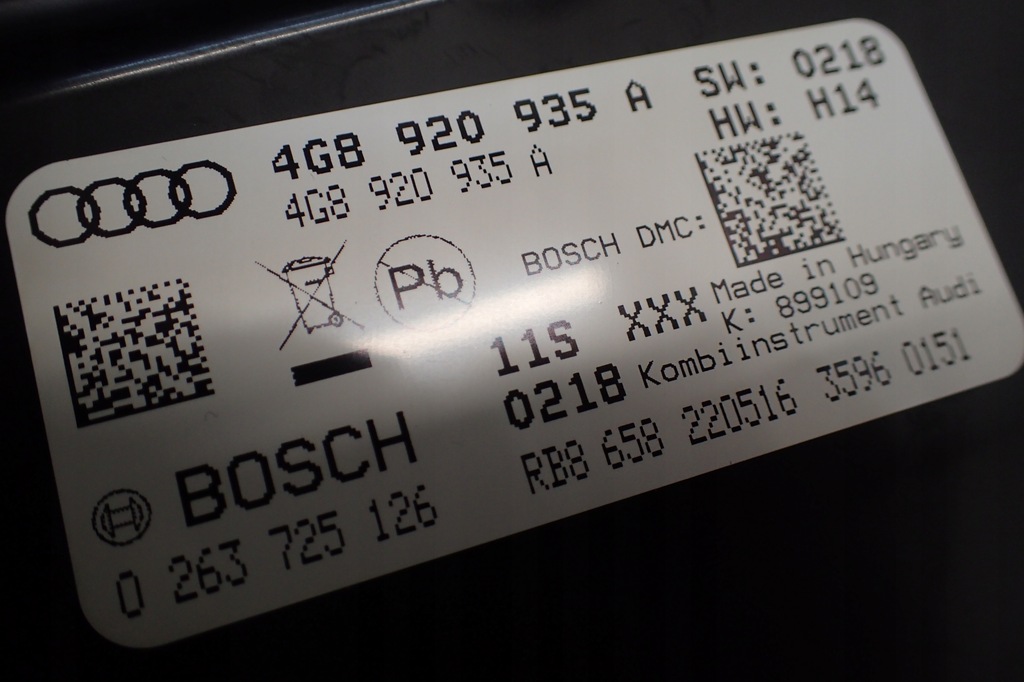 4G8 920 935 A
4G8 920 935 A
SW: 0218
HW: H14
Pb
BOSCH DMC:
Made in Hungary
K: 899109
11S XXX
0218 Kombiinstrument Audi
BOSCH
RB8 658 220516 3596 0151
0 263 725 126